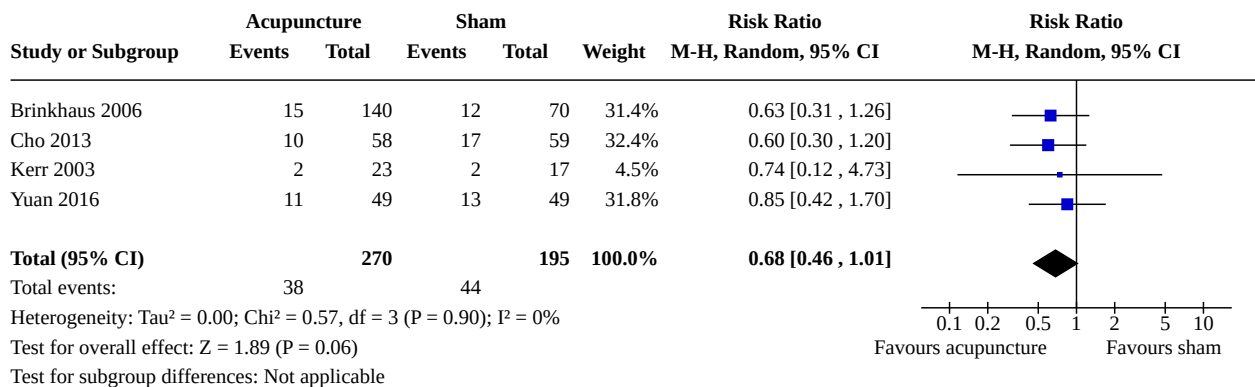 Acupuncture Sham Risk Ratio Risk Ratio
Study or Subgroup Events Total Events Total Weight M-H, Random, 95% CI M-H, Random, 95% CI
Brinkhaus 2006 15 140 12 70 31.4% 0.63 [0.31 , 1.26]
Cho 2013 10 58 17 59 32.4% 0.60 [0.30 , 1.20]
Kerr 2003 2 23 2 17 4.5% 0.74 [0.12 , 4.73]
Yuan 2016 11 49 13 49 31.8% 0.85 [0.42 , 1.70]
Total (95% CI) 270 195 100.0% 0.68 [0.46 , 1.01]
Total events: 38 44
Heterogeneity: Tau² = 0.00; Chi² = 0.57, df = 3 (P = 0.90); I² = 0%
0.1 0.2 0.5 1 2 5 10
Test for overall effect: Z = 1.89 (P = 0.06)
Favours acupuncture Favours sham
Test for subgroup differences: Not applicable